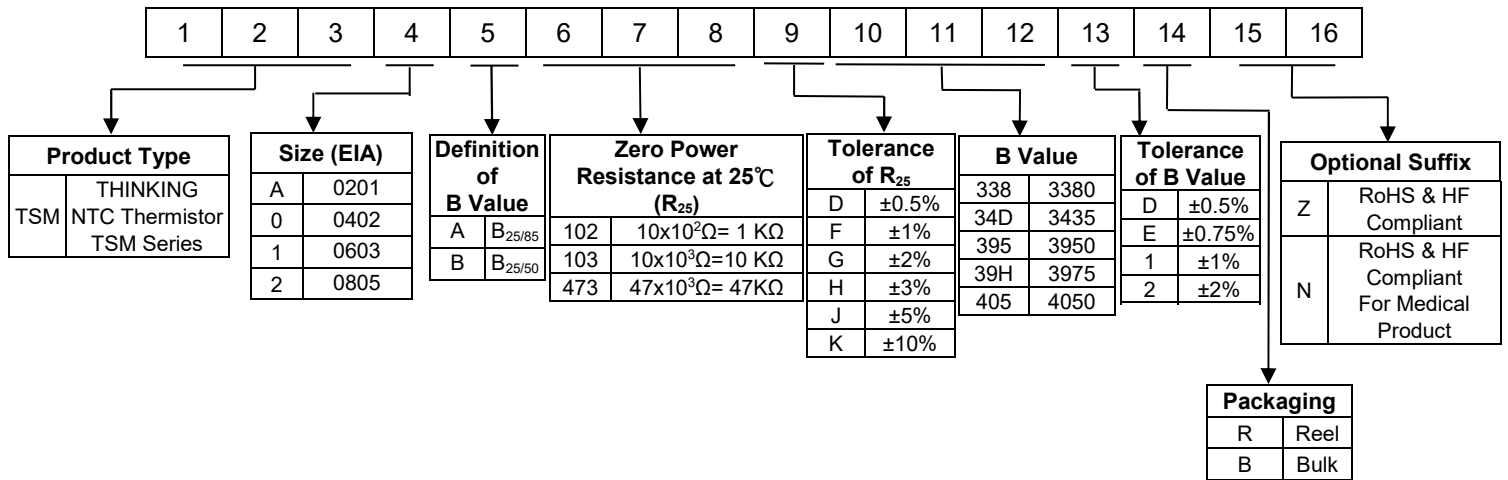 1 2 3 4 5 6 7 8 9 10 11 12 13 14 15 16
Product Type
TSM
THINKING
NTC Thermistor
TSM Series
Size (EIA)
A 0201
0 0402
1 0603
2 0805
Definition
of
B Value
A B25/85
B B25/50
Zero Power
Resistance at 25℃
(R25)
102 10x10²Ω= 1 KΩ
103 10x10³Ω=10 KΩ
473 47x10³Ω= 47KΩ
Tolerance
of R25
D ±0.5%
F ±1%
G ±2%
H ±3%
J ±5%
K ±10%
B Value
338 3380
34D 3435
395 3950
39H 3975
405 4050
Tolerance
of B Value
D ±0.5%
E ±0.75%
1 ±1%
2 ±2%
Packaging
R Reel
B Bulk
Optional Suffix
Z
RoHS & HF
Compliant
N
RoHS & HF
Compliant
For Medical
Product